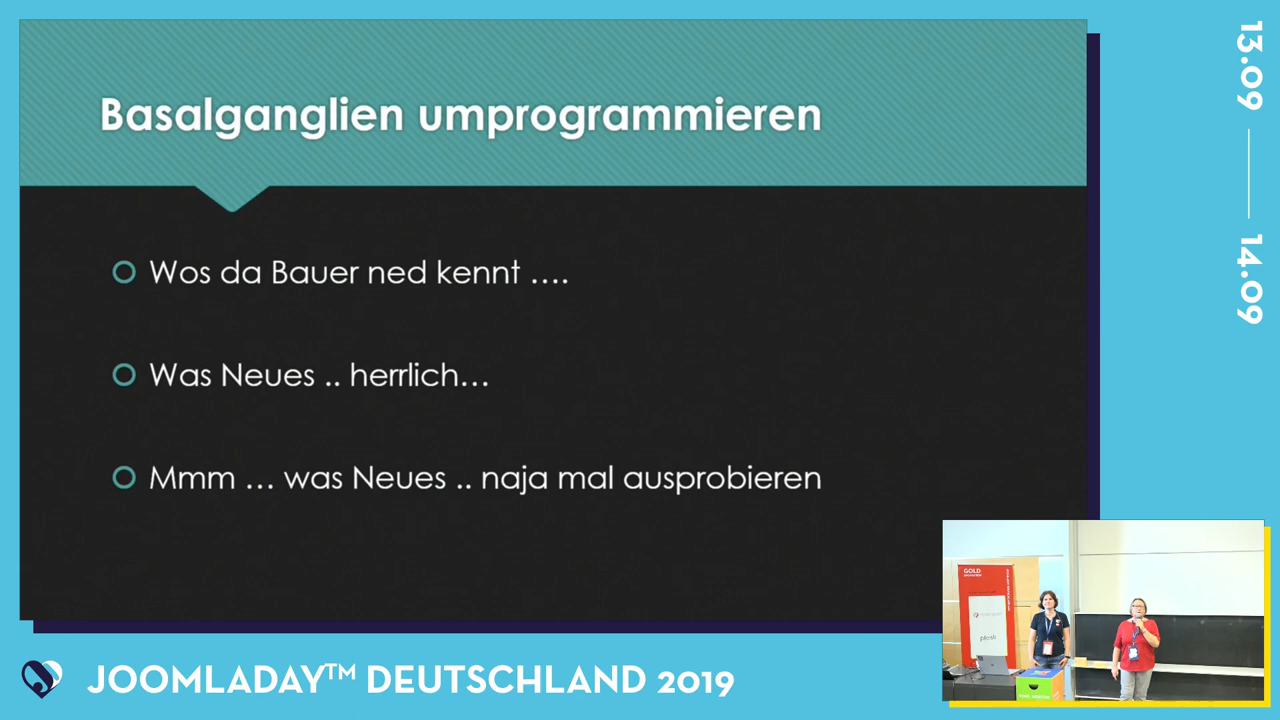 Basalganglien umprogrammieren
Wos da Bauer ned kennt ....
Was Neues .. herrlich...
Mmm ... was Neues .. naja mal ausprobieren
13.09
14.09
GOLD
plesk
JOOMLADAY™ DEUTSCHLAND 2019